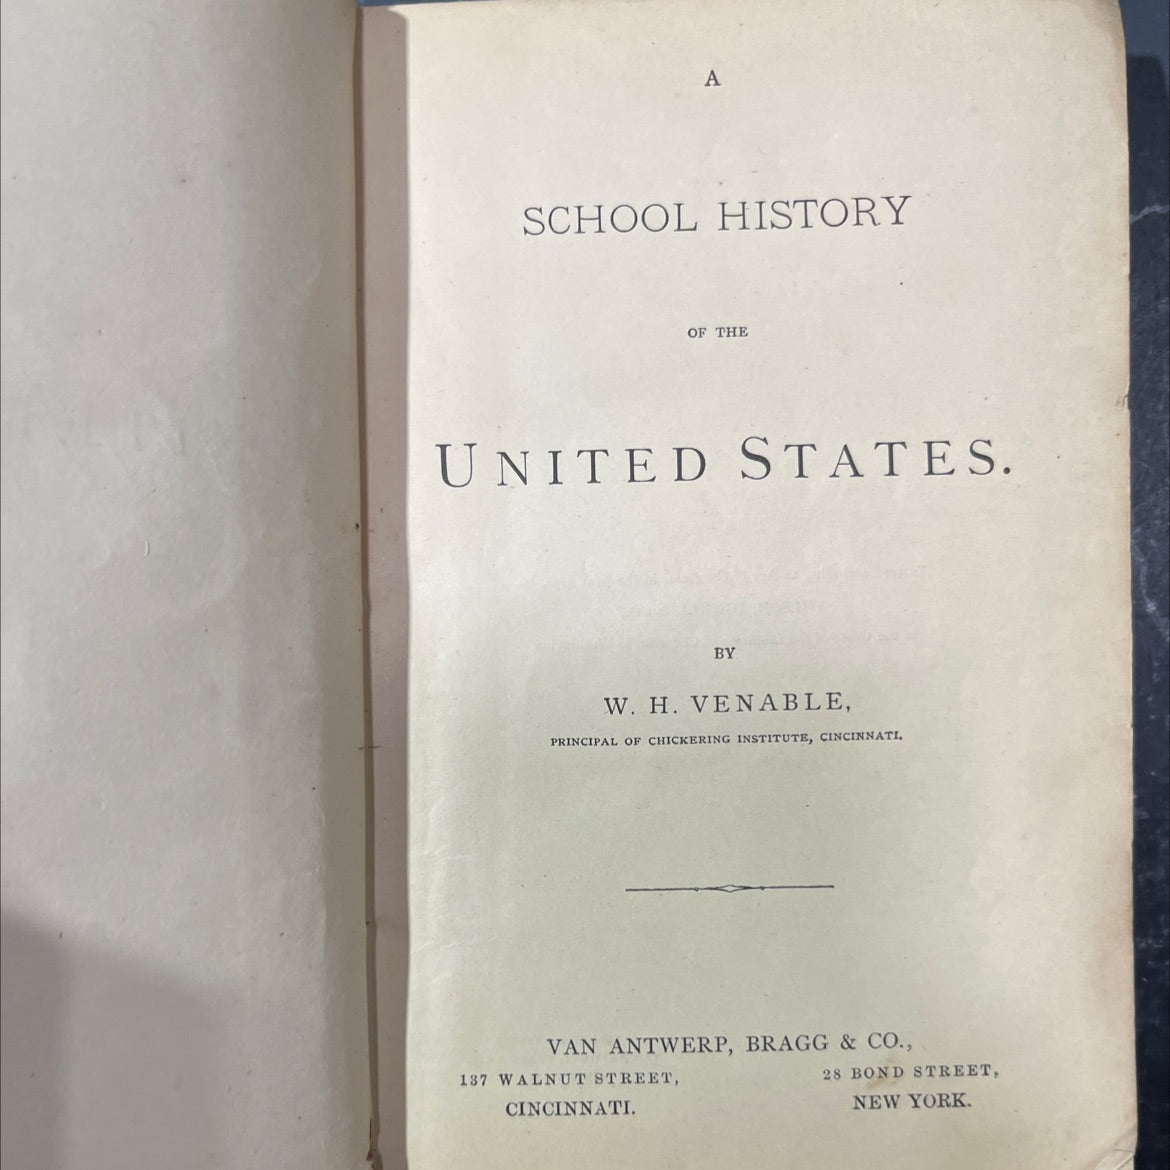 A
SCHOOL HISTORY
OF THE
UNITED STATES.
BY
W. H. VENABLE,
PRINCIPAL OF CHICKERING INSTITUTE, CINCINNATI.
VAN ANTWERP, BRAGG & CO.,
137 WALNUT STREET, 28 BOND STREET,
CINCINNATI. NEW YORK.